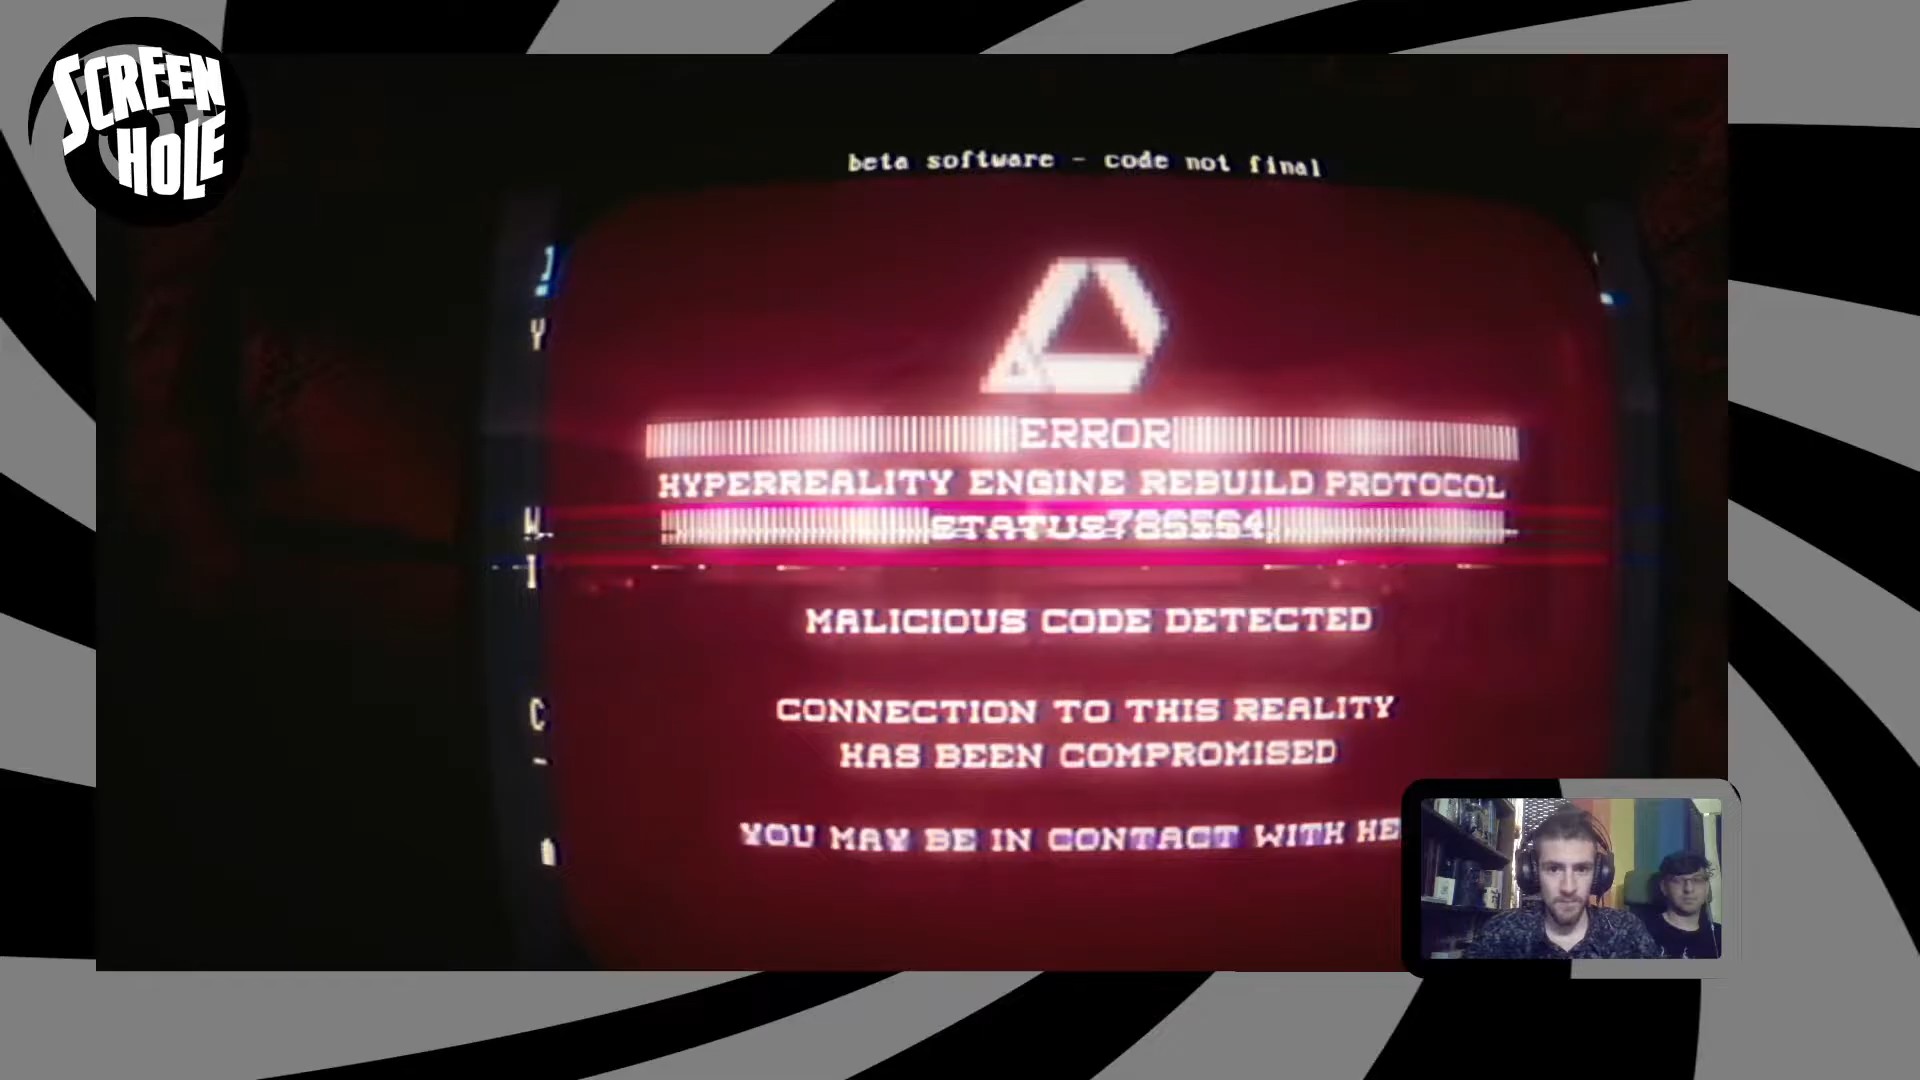 SCREEN
HOLE
beta software - code not final
ERROR
HYPERREALITY ENGINE REBUILD PROTOCOL
MALICIOUS CODE DETECTED
CONNECTION TO THIS REALITY
HAS BEEN COMPROMISED
YOU MAY BE IN CONTACT WITH HE